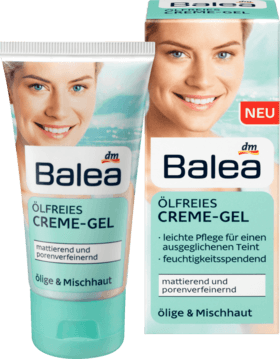 dm
Balea
ÖLFREIES
CREME-GEL
mattierend und
porenverfeinernd
ölige & Mischhaut
NEU
dm
Balea
ÖLFREIES
CREME-GEL
· leichte Pflege für einen
ausgeglichenen Teint
· feuchtigkeitsspendend
mattierend und
porenverfeinernd
ölige & Mischhaut